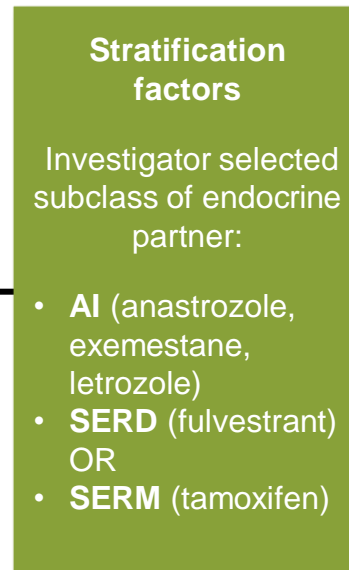 Stratification
factors
Investigator selected
subclass of endocrine
partner:
• AI (anastrozole,
exemestane,
letrozole)
• SERD (fulvestrant)
OR
• SERM (tamoxifen)